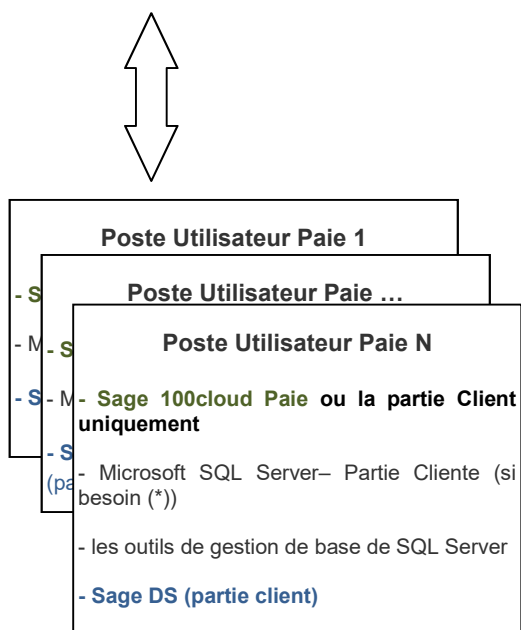 Poste Utilisateur Paie 1
- S
- M
- S
Poste Utilisateur Paie …
- S
- M
- S
(pa
Poste Utilisateur Paie N
- Sage 100cloud Paie ou la partie Client
uniquement
- Microsoft SQL Server– Partie Cliente (si
besoin (*))
- les outils de gestion de base de SQL Server
- Sage DS (partie client)